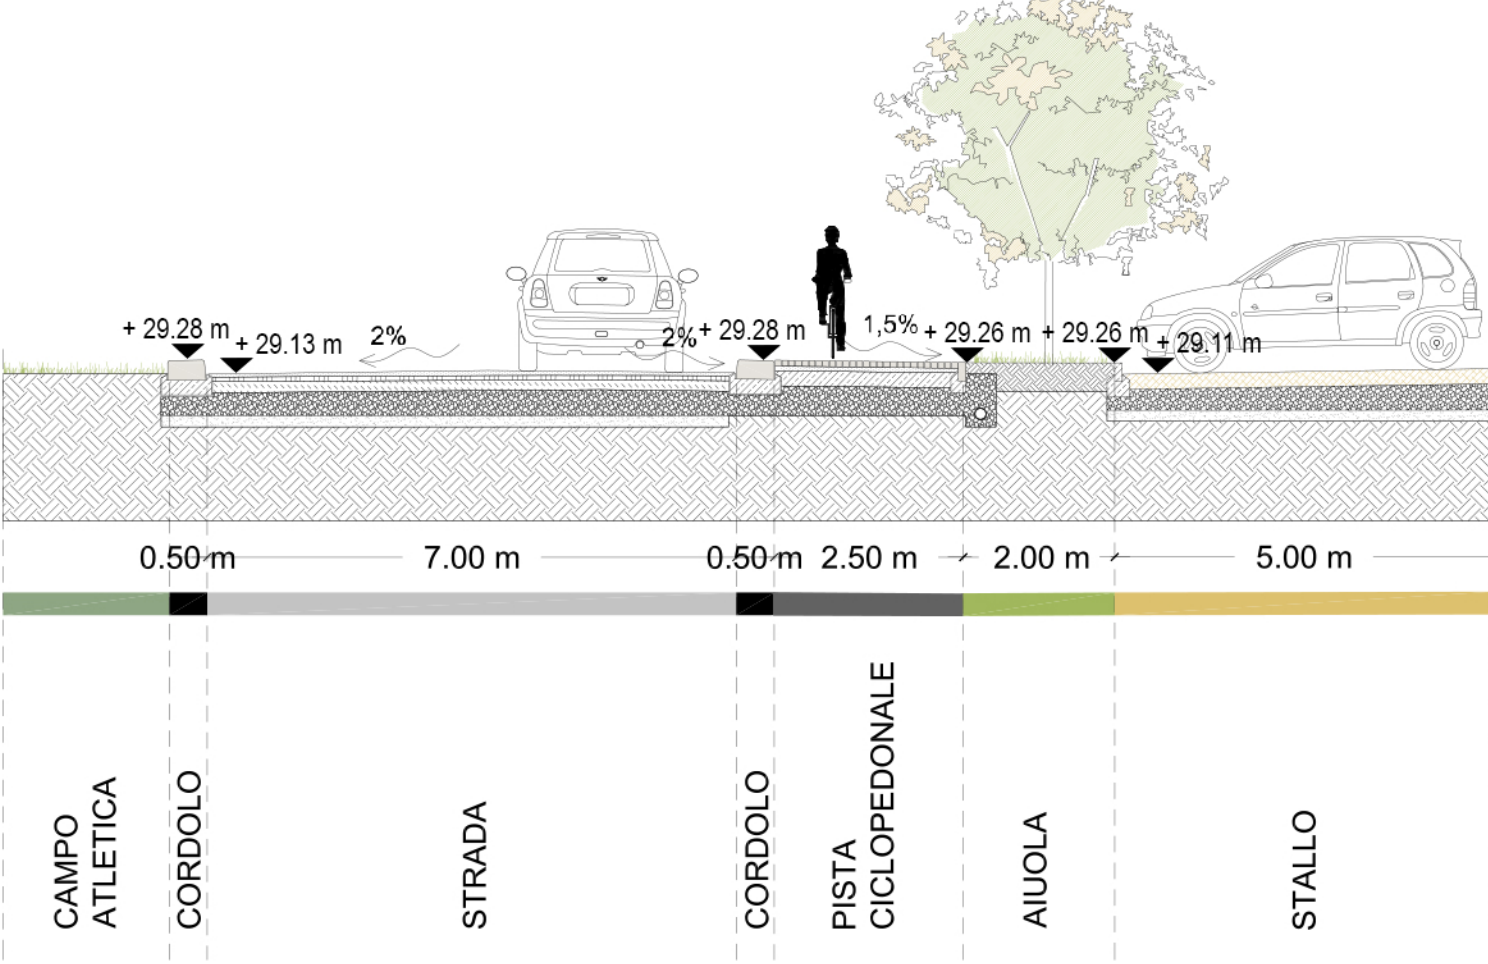 + 29.28 m
+ 29.13 m
2%
2%
+ 29.28 m
1,5%
+ 29.26 m
+ 29.26 m
+ 29.11 m
0.50 m
7.00 m
0.50 m
2.50 m
2.00 m
5.00 m
CAMPO
ATLETICA
CORDOLO
STRADA
CORDOLO
PISTA
CICLOPEDONALE
AIUOLA
STALLO